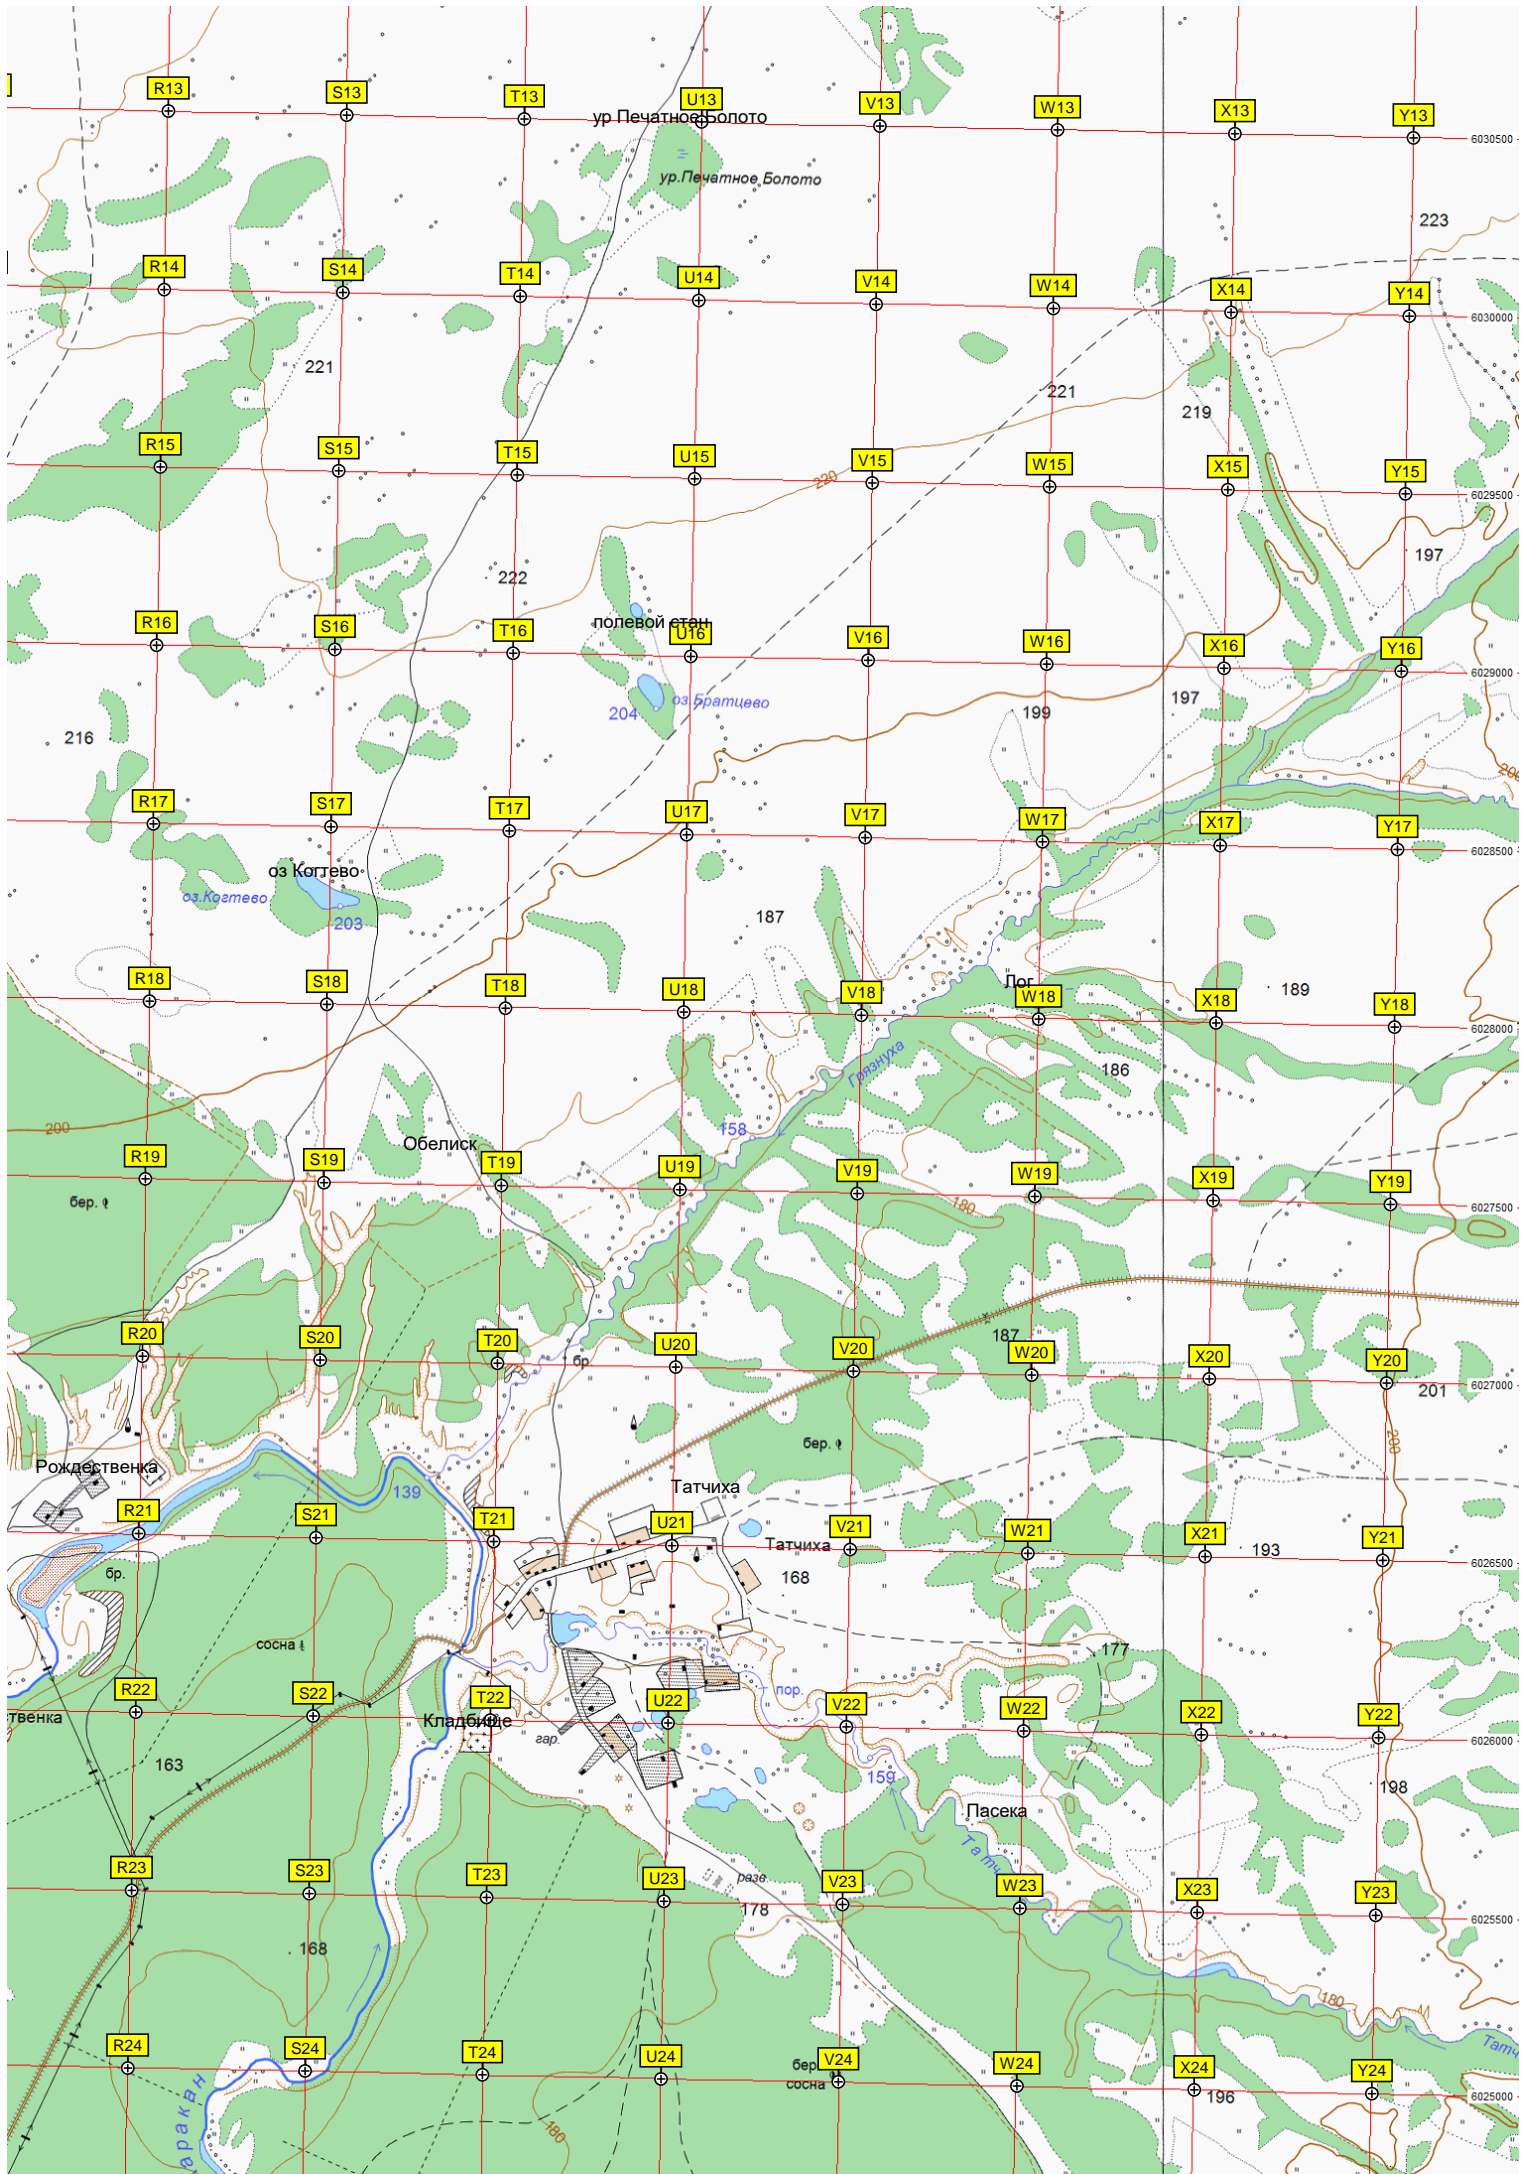 R13 S13 T13 U13 V13 W13 X13 Y13
ур Печатное Болото
6030500
ур.Печатное Болото
223
R14 S14 T14 U14 V14 W14 X14 Y14
6030000
221
221
219
R15 S15 T15 U15 V15 W15 X15 Y15
220
6029500
197
222
полевой стан
R16 S16 T16 U16 V16 W16 X16 Y16
6029000
оз.Братцево
204
199
197
216
200
R17 S17 T17 U17 V17 W17 X17 Y17
6028500
оз Когтево
оз.Когтево
203
187
Лог
189
R18 S18 T18 U18 V18 W18 X18 Y18
6028000
Грязнуха
186
200
158
Обелиск
R19 S19 T19 U19 V19 W19 X19 Y19
бер.
180
6027500
187
R20 S20 T20 U20 V20 W20 X20 Y20
бр.
6027000
201
200
бер.
Рождественка
139
Татчиха
R21 S21 T21 U21 V21 W21 X21 Y21
Татчиха
193
6026500
бр.
168
сосна
177
пор.
R22 S22 T22 U22 V22 W22 X22 Y22
твенка
Кладбище
гар.
6026000
163
159
198
Пасека
Татч
R23 S23 T23 U23 V23 W23 X23 Y23
разв.
178
6025500
168
180
Татч
R24 S24 T24 U24 V24 W24 X24 Y24
бер
сосна
196
6025000
аракан
180